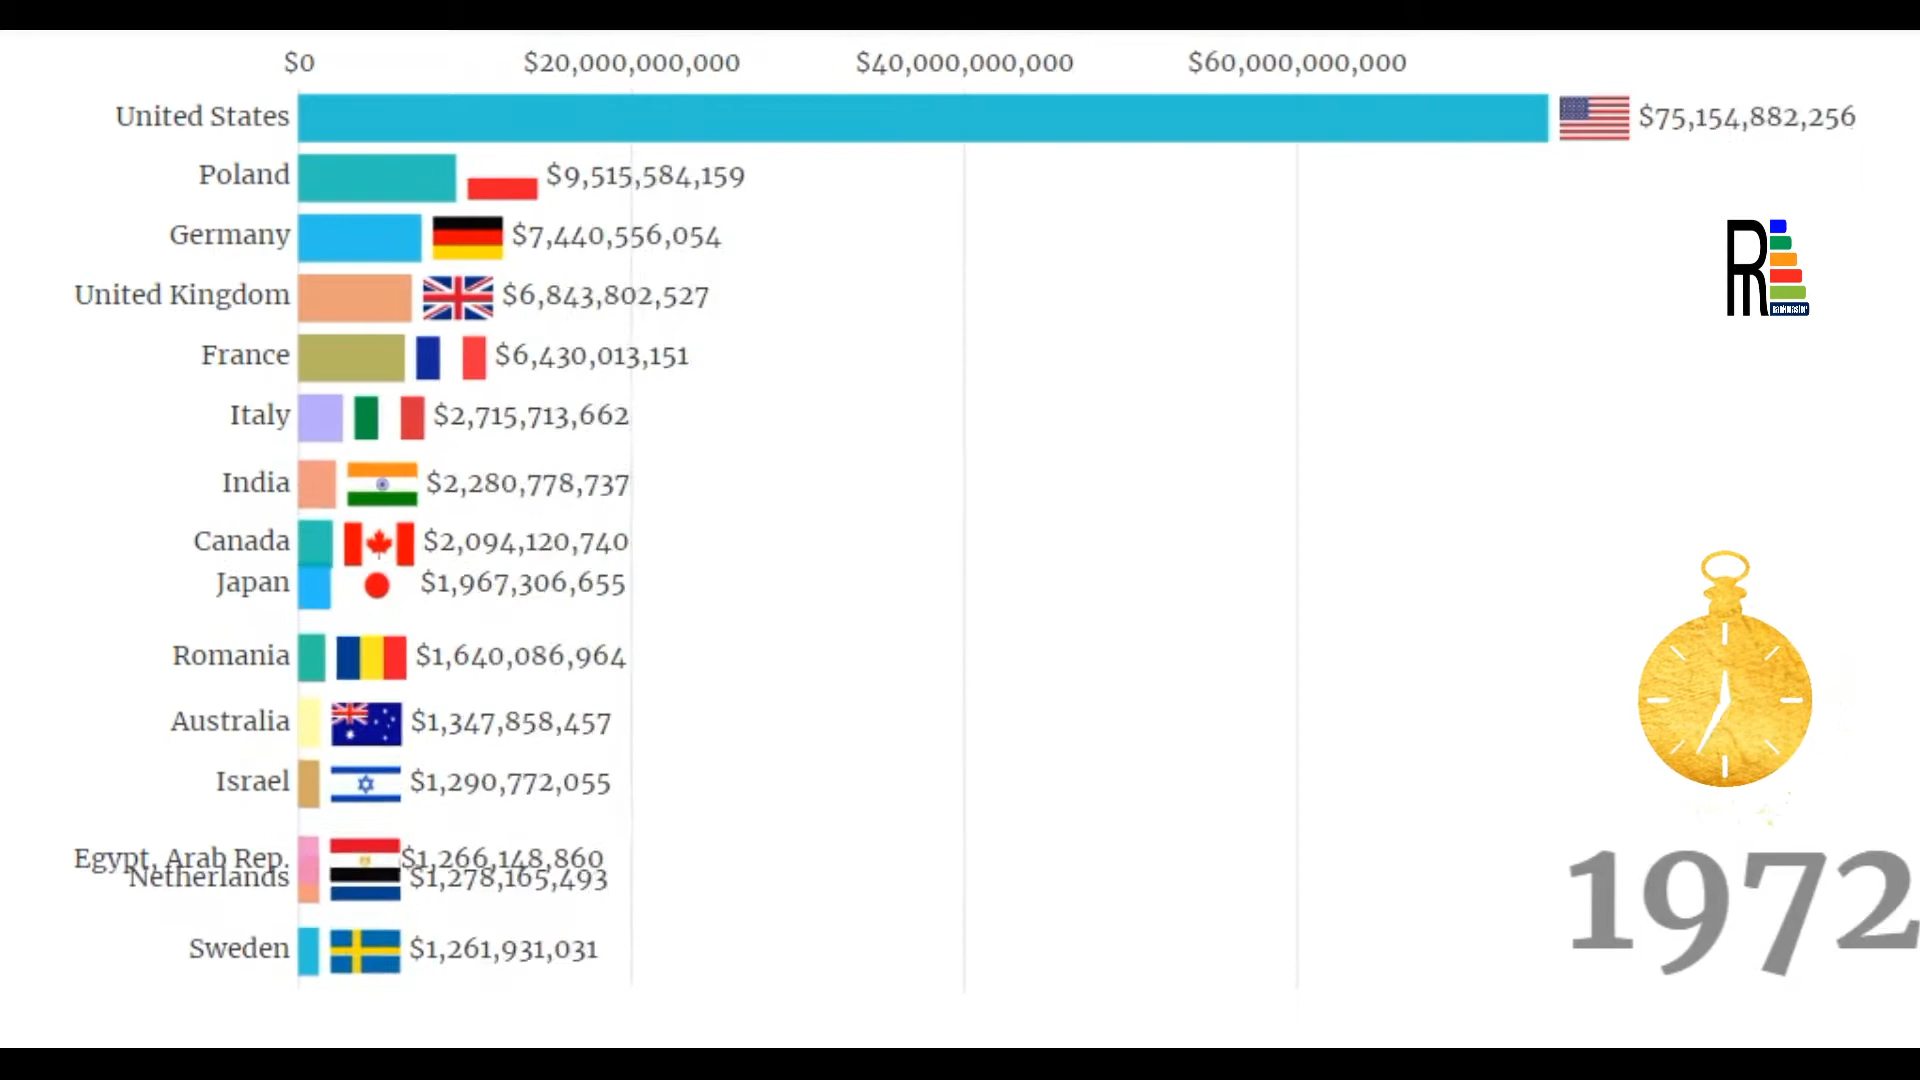 $0 $20,000,000,000 $40,000,000,000 $60,000,000,000
United States $75,154,882,256
Poland $9,515,584,159
Germany $7,440,556,054
United Kingdom $6,843,802,527
France $6,430,013,151
Italy $2,715,713,662
India $2,280,778,737
Canada $2,094,120,740
Japan $1,967,306,655
Romania $1,640,086,964
Australia $1,347,858,457
Israel $1,290,772,055
Egypt, Arab Rep. $1,266,148,860
Netherlands $1,278,165,493
Sweden $1,261,931,031
1972